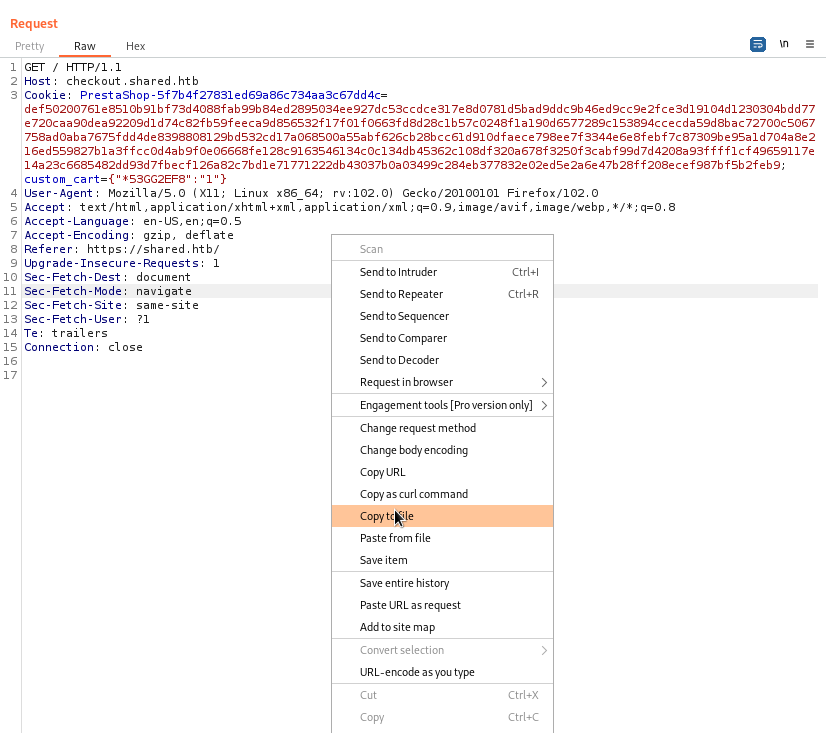 Request
Pretty Raw Hex
\n
1 GET / HTTP/1.1
2 Host: checkout.shared.htb
3 Cookie: PrestaShop-5f7b4f27831ed69a86c734aa3c67dd4c=
def50200761e8510b91bf73d4088fab99b84ed2895034ee927dc53ccdce317e8d0781d5bad9ddc9b46ed9cc9e2fce3d19104d1230304bdd77
e720caa90dea92209d1d74c82fb59feeca9d856532f17f01f0663fd8d28c1b57c0248f1a190d6577289c153894ccecda59d8bac72700c5067
758ad0aba7675fdd4de8398808129bd532cd17a068500a55abf626cb28bcc61d910dfaece798ee7f3344e6e8febf7c87309be95a1d704a8e2
16ed559827b1a3ffcc0d4ab9f0e06668fe128c9163546134c0c134db45362c108df320a678f3250f3cabf99d7d4208a93ffff1cf49659117e
14a23c6685482dd93d7fbecf126a82c7bd1e71771222db43037b0a03499c284eb377832e02ed5e2a6e47b28ff208ecef987bf5b2feb9;
custom_cart={"*53GG2EF8":"1"}
4 User-Agent: Mozilla/5.0 (X11; Linux x86_64; rv:102.0) Gecko/20100101 Firefox/102.0
5 Accept: text/html,application/xhtml+xml,application/xml;q=0.9,image/avif,image/webp,*/*;q=0.8
6 Accept-Language: en-US,en;q=0.5
7 Accept-Encoding: gzip, deflate
8 Referer: https://shared.htb/
9 Upgrade-Insecure-Requests: 1
10 Sec-Fetch-Dest: document
11 Sec-Fetch-Mode: navigate
12 Sec-Fetch-Site: same-site
13 Sec-Fetch-User: ?1
14 Te: trailers
15 Connection: close
16
17
Scan
Send to Intruder Ctrl+I
Send to Repeater Ctrl+R
Send to Sequencer
Send to Comparer
Send to Decoder
Request in browser
Engagement tools [Pro version only]
Change request method
Change body encoding
Copy URL
Copy as curl command
Copy to file
Paste from file
Save item
Save entire history
Paste URL as request
Add to site map
Convert selection
URL-encode as you type
Cut Ctrl+X
Copy Ctrl+C